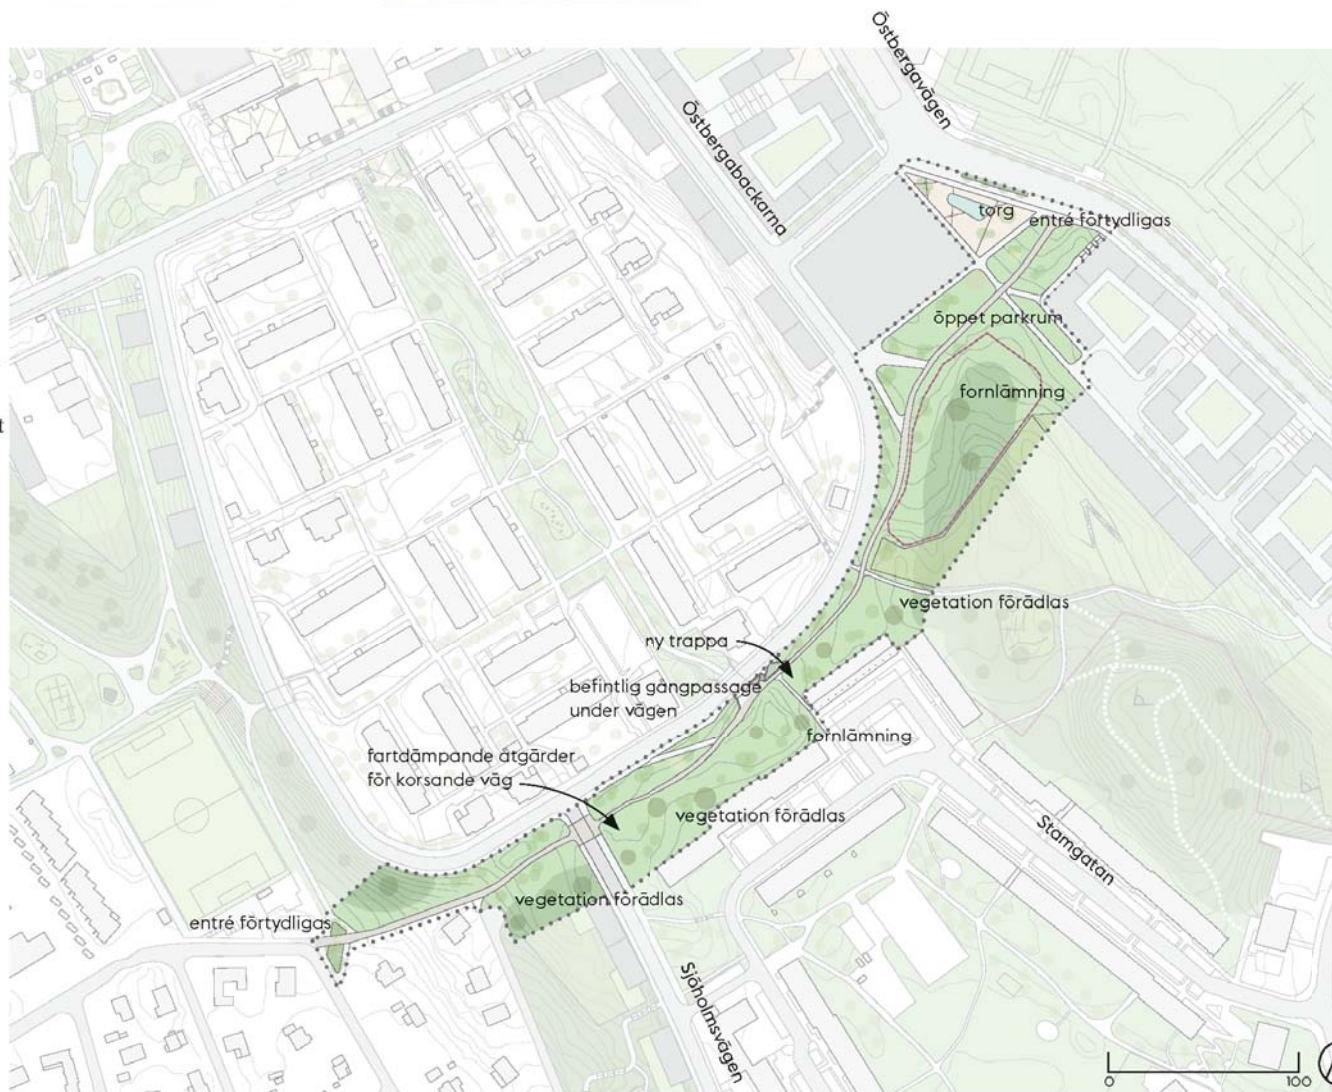 Östbergavägen
Östbergabackarna
torg
entré förtydligas
öppet parkrum
fornlämning
t
vegetation förädlas
ny trappa
befintlig gångpassage
under vägen
fornlämning
fartdämpande åtgärder
för korsande väg
vegetation förädlas
Stamgatan
vegetation förädlas
entré förtydligas
Sjöholmsvägen
0
100